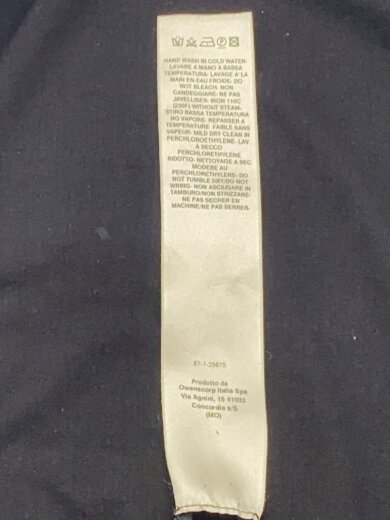 HAND WASH IN COLD WATER-
LAVARE A MANO A BASSA
TEMPERATURA- LAVAGE A' LA
MAIN EN EAU FROIDE- DO
NOT BLEACH- NON
CANDEGGIARE- NE PAS
JAVELLISER- IRON 110C
(230F) WITHOUT STEAM-
STIRO BASSA TEMPERATURA
NO VAPORE- REPASSER A
TEMPERATURE FAIBLE SANS
VAPEUR- MILD DRY CLEAN IN
PERCHLOROETHYLENE- LAV
A SECCO
PERCHLORETHYLENE
RIDOTTO- NETTOYAGE A SEC
MODERE AU
PERCHLORETHYLENE- DO
NOT TUMBLE DRY/DO NOT
WRING- NON ASCIUGARE IN
TAMBURO/NON STRIZZARE-
NE PAS SECHER EN
MACHINE/NE PAS SERRER-
87-1-25875
Prodotto da
Owenscorp Italia Spa
Via Agnini, 15 41033
Concordia s/S
(MO)